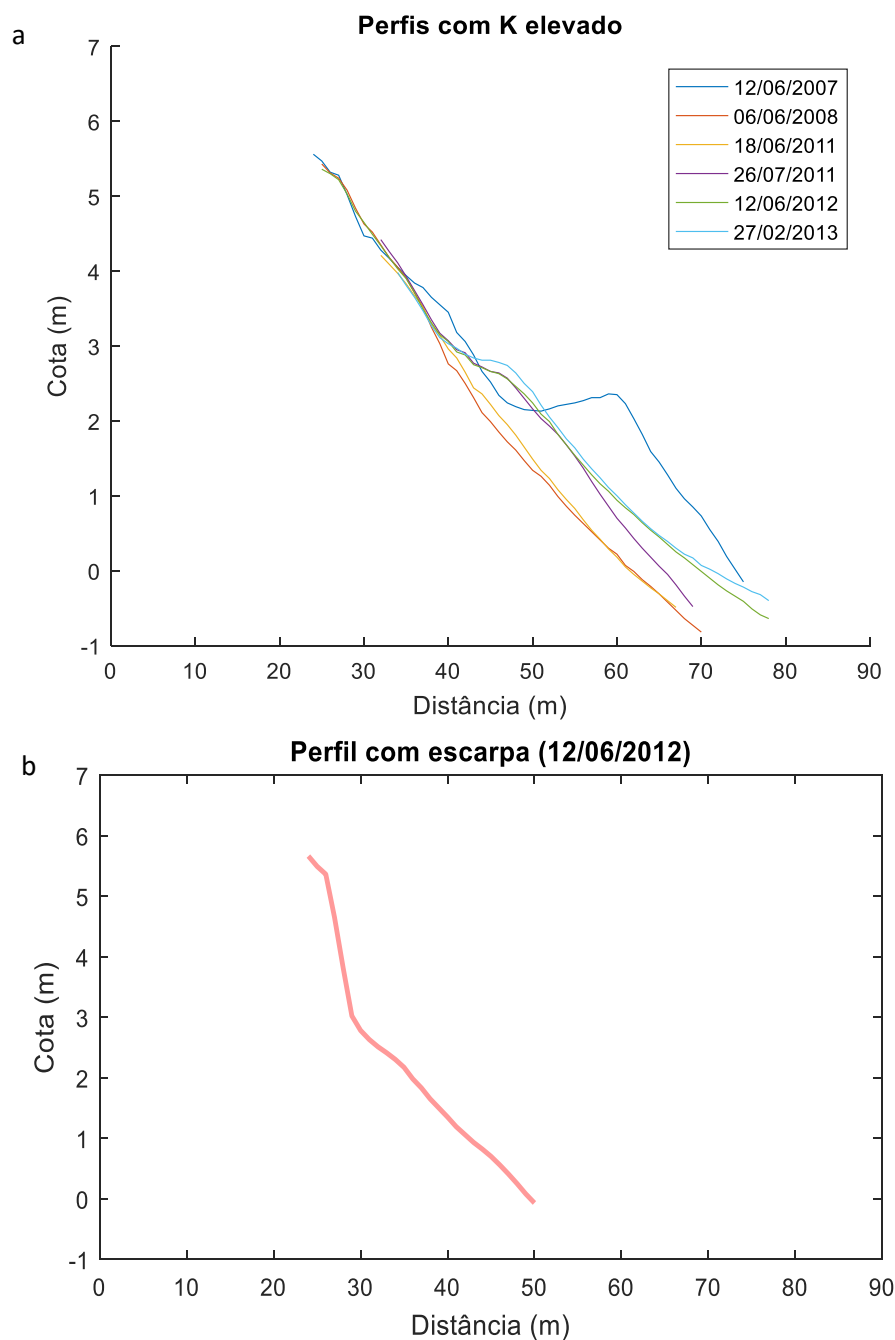 a
Perfis com K elevado
7
6
5
4
3
2
1
0
-1
Cota (m)
12/06/2007
06/06/2008
18/06/2011
26/07/2011
12/06/2012
27/02/2013
0 10 20 30 40 50 60 70 80 90
Distância (m)
b
Perfil com escarpa (12/06/2012)
7
6
5
4
3
2
1
0
-1
Cota (m)
0 10 20 30 40 50 60 70 80 90
Distância (m)